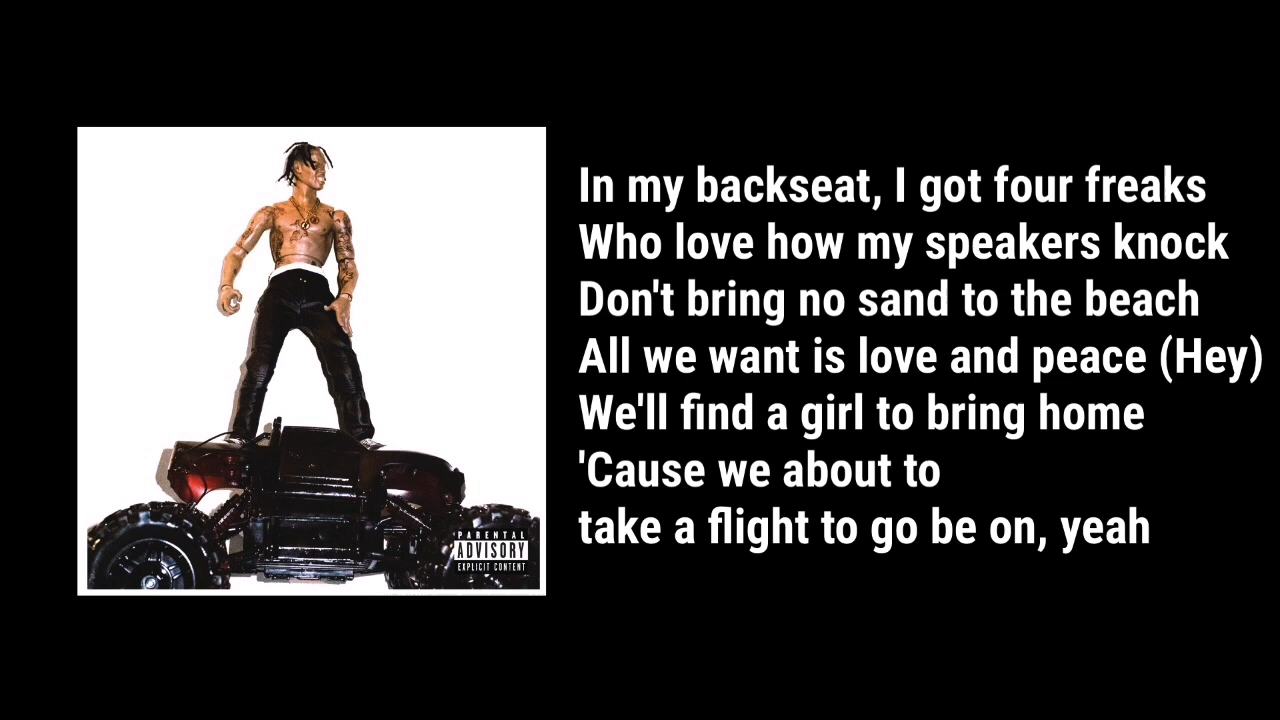 In my backseat, I got four freaks
Who love how my speakers knock
Don't bring no sand to the beach
All we want is love and peace (Hey)
We'll find a girl to bring home
'Cause we about to
take a flight to go be on, yeah
PARENTAL
ADVISORY
EXPLICIT CONTENT